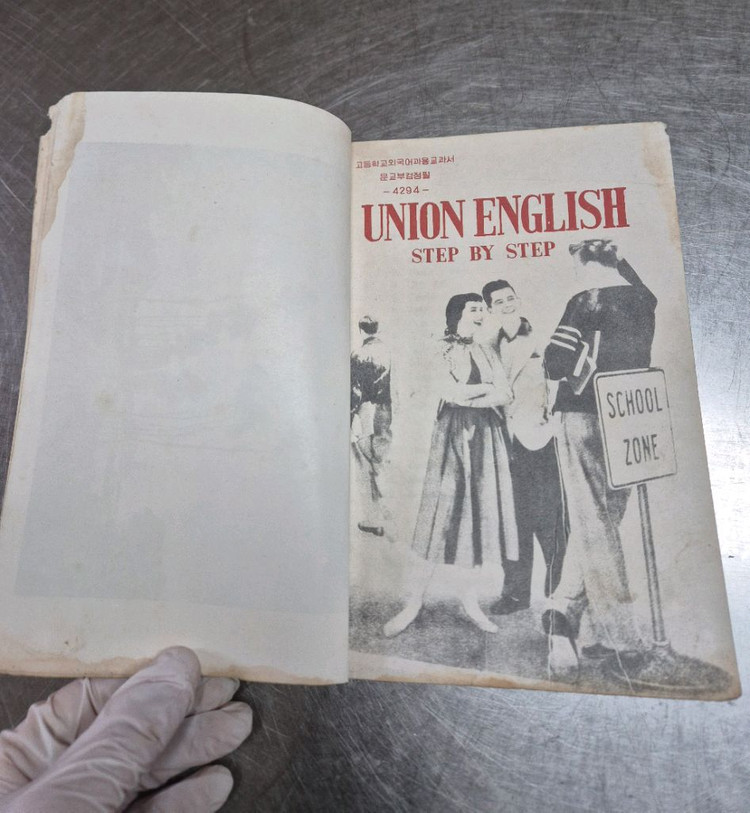 고등학교외국어과용교과서
문교부검정필
-4294-
UNION ENGLISH
STEP BY STEP
SCHOOL
ZONE